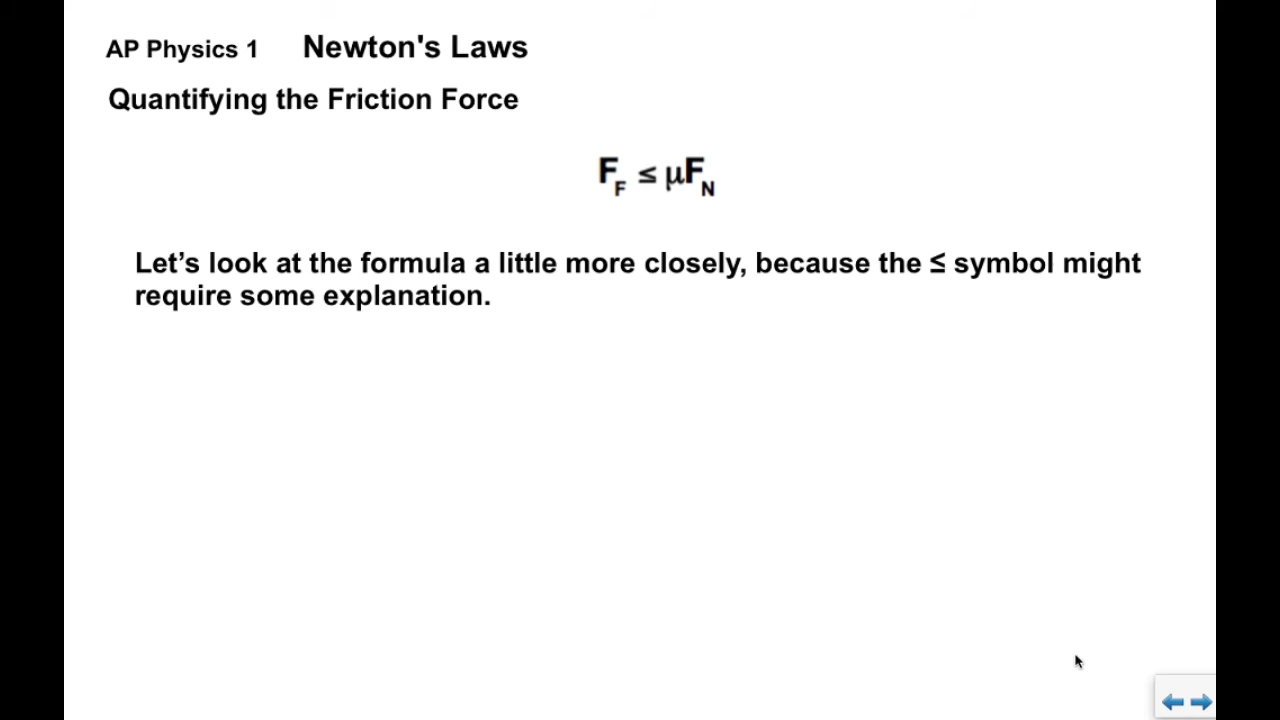 AP Physics 1 Newton's Laws
Quantifying the Friction Force
F_F ≤ μF_N
Let’s look at the formula a little more closely, because the ≤ symbol might
require some explanation.